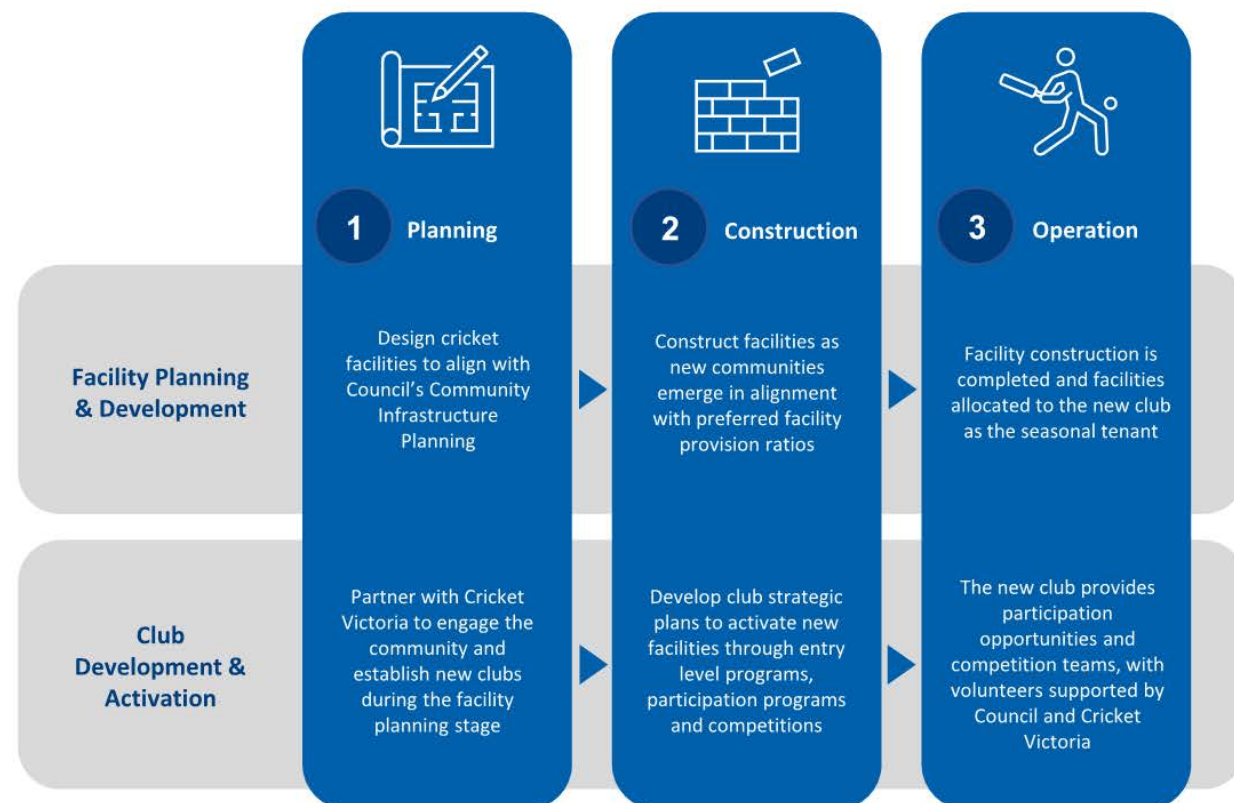 1 Planning
2 Construction
3 Operation
Facility Planning
& Development
Design cricket
facilities to align with
Council's Community
Infrastructure
Planning
Construct facilities as
new communities
emerge in alignment
with preferred facility
provision ratios
Facility construction is
completed and facilities
allocated to the new club
as the seasonal tenant
Club
Development &
Activation
Partner with Cricket
Victoria to engage the
community and
establish new clubs
during the facility
planning stage
Develop club strategic
plans to activate new
facilities through entry
level programs,
participation programs
and competitions
The new club provides
participation
opportunities and
competition teams, with
volunteers supported by
Council and Cricket
Victoria